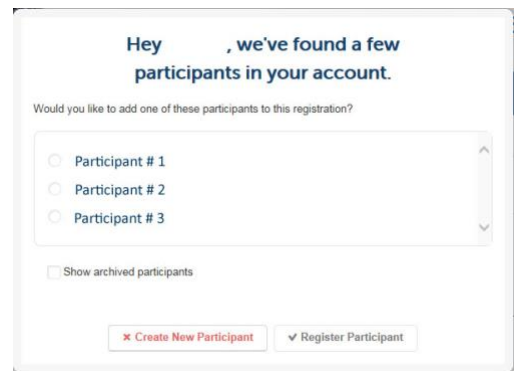 Hey , we've found a few
participants in your account.
Would you like to add one of these participants to this registration?
Participant # 1
Participant # 2
Participant # 3
Show archived participants
Create New Participant
Register Participant